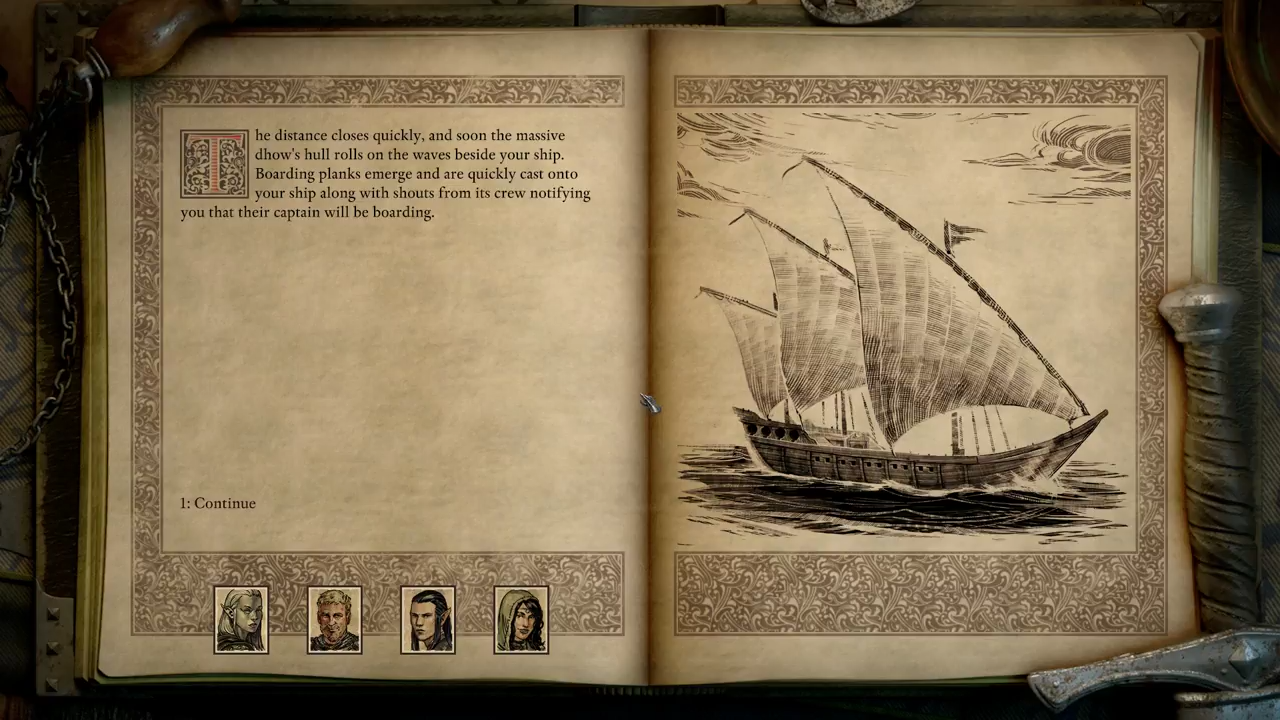 The distance closes quickly, and soon the massive
dhow's hull rolls on the waves beside your ship.
Boarding planks emerge and are quickly cast onto
your ship along with shouts from its crew notifying
you that their captain will be boarding.
1: Continue